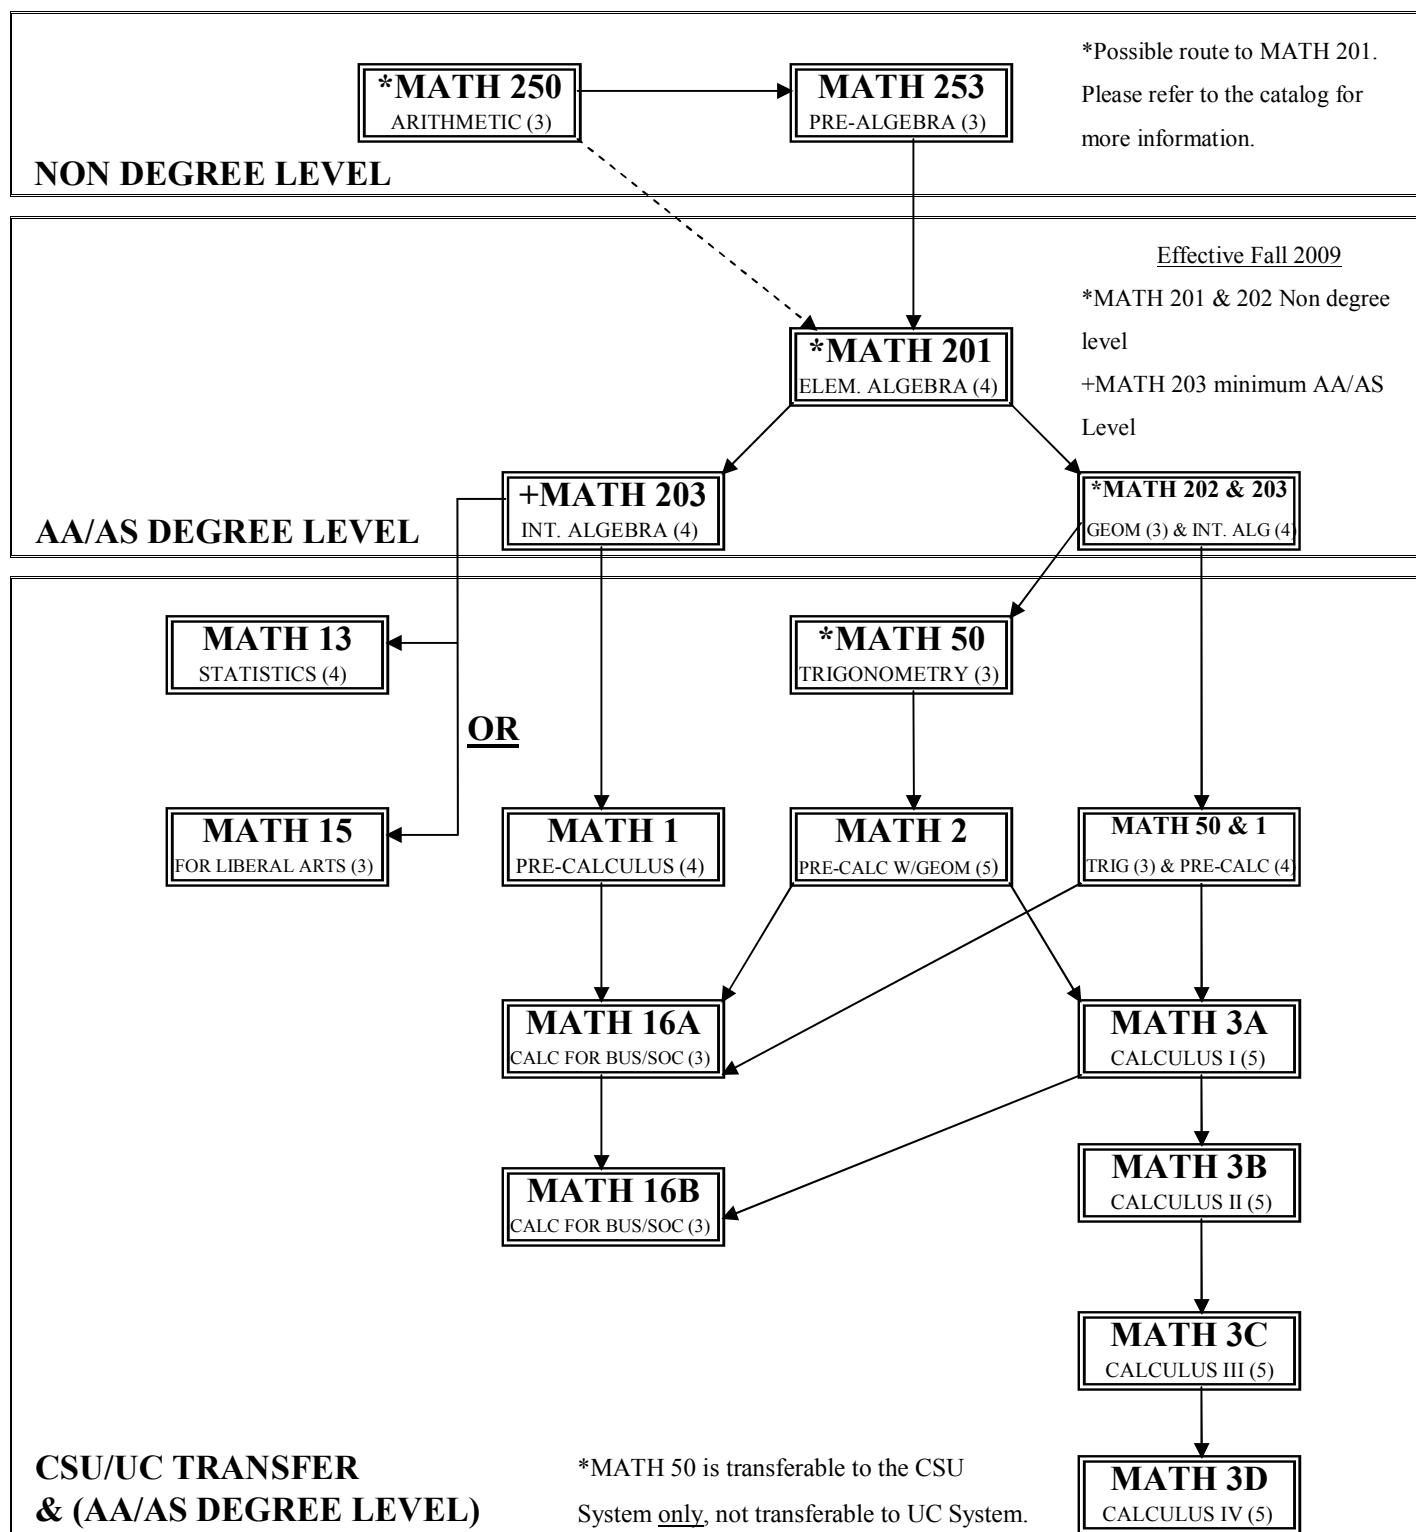 *MATH 250
ARITHMETIC (3)
MATH 253
PRE-ALGEBRA (3)
*Possible route to MATH 201.
Please refer to the catalog for
more information.
NON DEGREE LEVEL
Effective Fall 2009
*MATH 201 & 202 Non degree
level
+MATH 203 minimum AA/AS
Level
*MATH 201
ELEM. ALGEBRA (4)
+MATH 203
INT. ALGEBRA (4)
*MATH 202 & 203
GEOM (3) & INT. ALG (4)
AA/AS DEGREE LEVEL
MATH 13
STATISTICS (4)
*MATH 50
TRIGONOMETRY (3)
OR
MATH 15
FOR LIBERAL ARTS (3)
MATH 1
PRE-CALCULUS (4)
MATH 2
PRE-CALC W/GEOM (5)
MATH 50 & 1
TRIG (3) & PRE-CALC (4)
MATH 16A
CALC FOR BUS/SOC (3)
MATH 3A
CALCULUS I (5)
MATH 16B
CALC FOR BUS/SOC (3)
MATH 3B
CALCULUS II (5)
MATH 3C
CALCULUS III (5)
MATH 3D
CALCULUS IV (5)
CSU/UC TRANSFER
& (AA/AS DEGREE LEVEL)
*MATH 50 is transferable to the CSU
System only, not transferable to UC System.